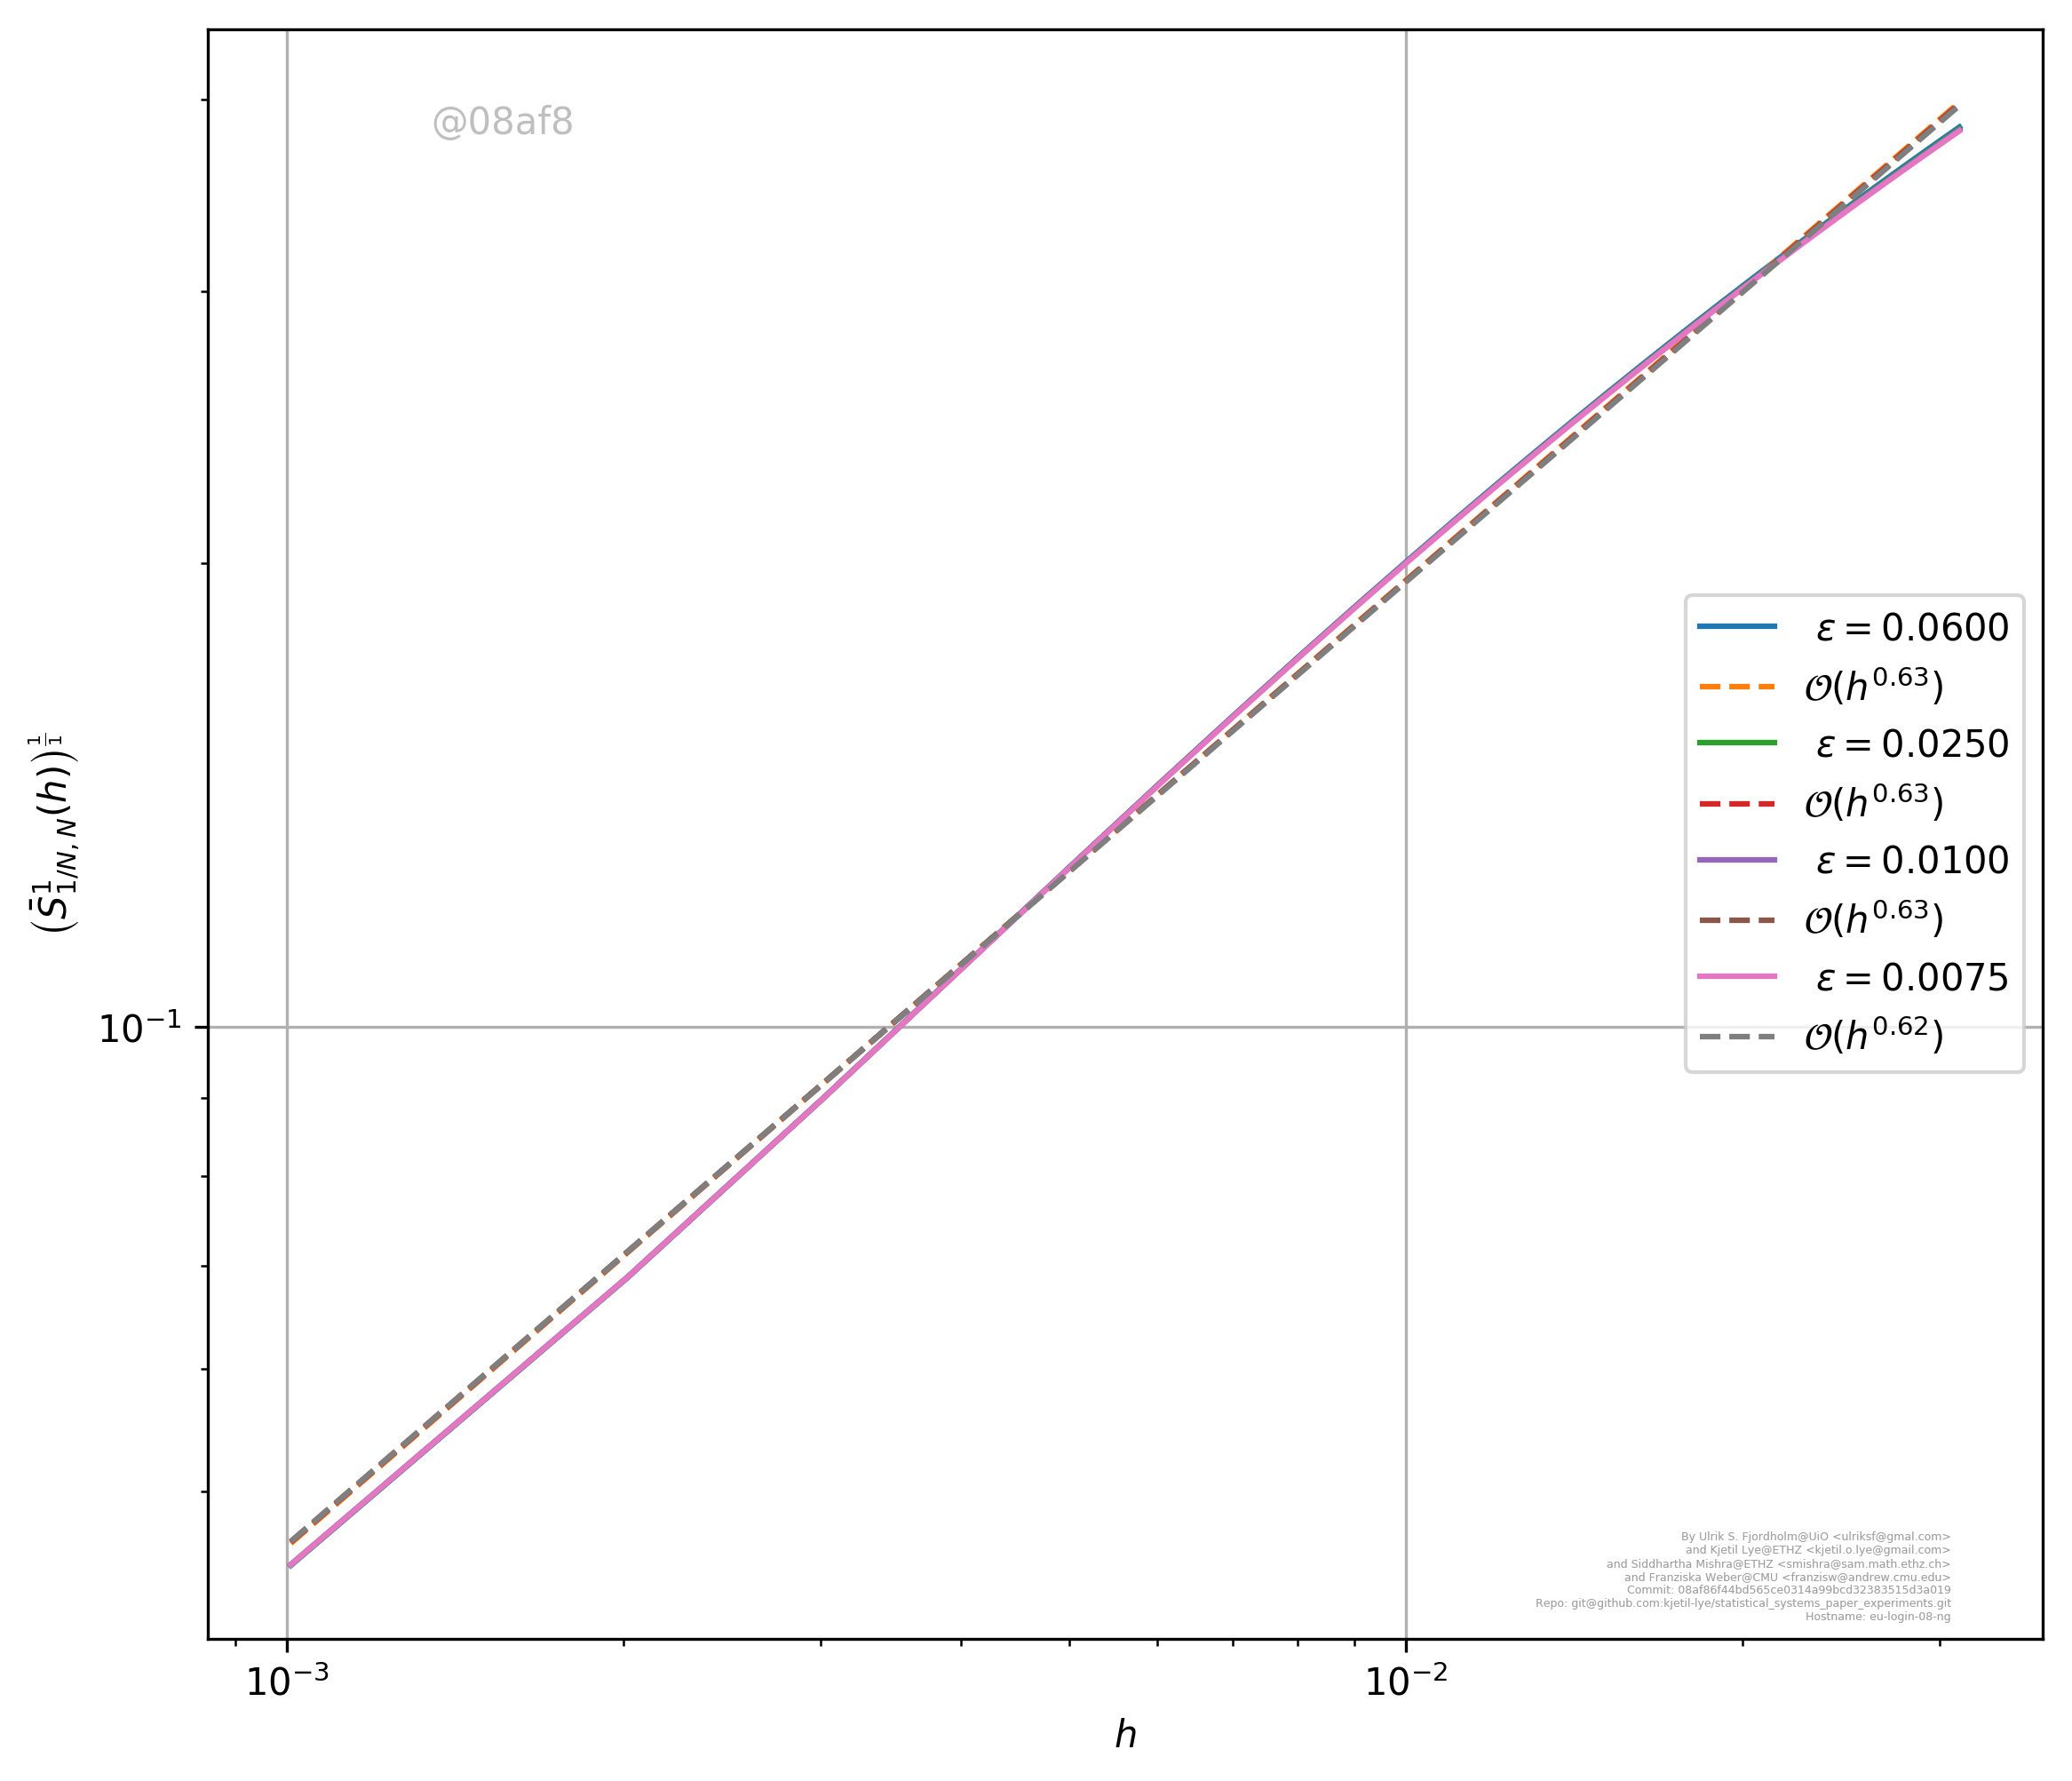 @08af8
(S̄¹₁/N, N(h))^(1/1)
10⁻¹
ε = 0.0600
𝒪(h^0.63)
ε = 0.0250
𝒪(h^0.63)
ε = 0.0100
𝒪(h^0.63)
ε = 0.0075
𝒪(h^0.62)
By Ulrik S. Fjordholm@UiO <ulriksf@gmal.com>
and Kjetil Lye@ETHZ <kjetil.o.lye@gmail.com>
and Siddhartha Mishra@ETHZ <smishra@sam.math.ethz.ch>
and Franziska Weber@CMU <franzisw@andrew.cmu.edu>
Commit: 08af86f44bd565ce0314a99bcd32383515d3a019
Repo: git@github.com:kjetil-lye/statistical_systems_paper_experiments.git
Hostname: eu-login-08-ng
10⁻³
10⁻²
h